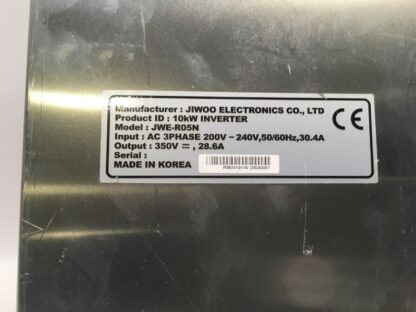 Manufacturer : JIWOO ELECTRONICS CO., LTD
Product ID : 10kW INVERTER
Model : JWE-R05N
Input : AC 3PHASE 200V ~ 240V,50/60Hz,30.4A
Output : 350V ⎓ , 28.6A
Serial :
MADE IN KOREA
CE